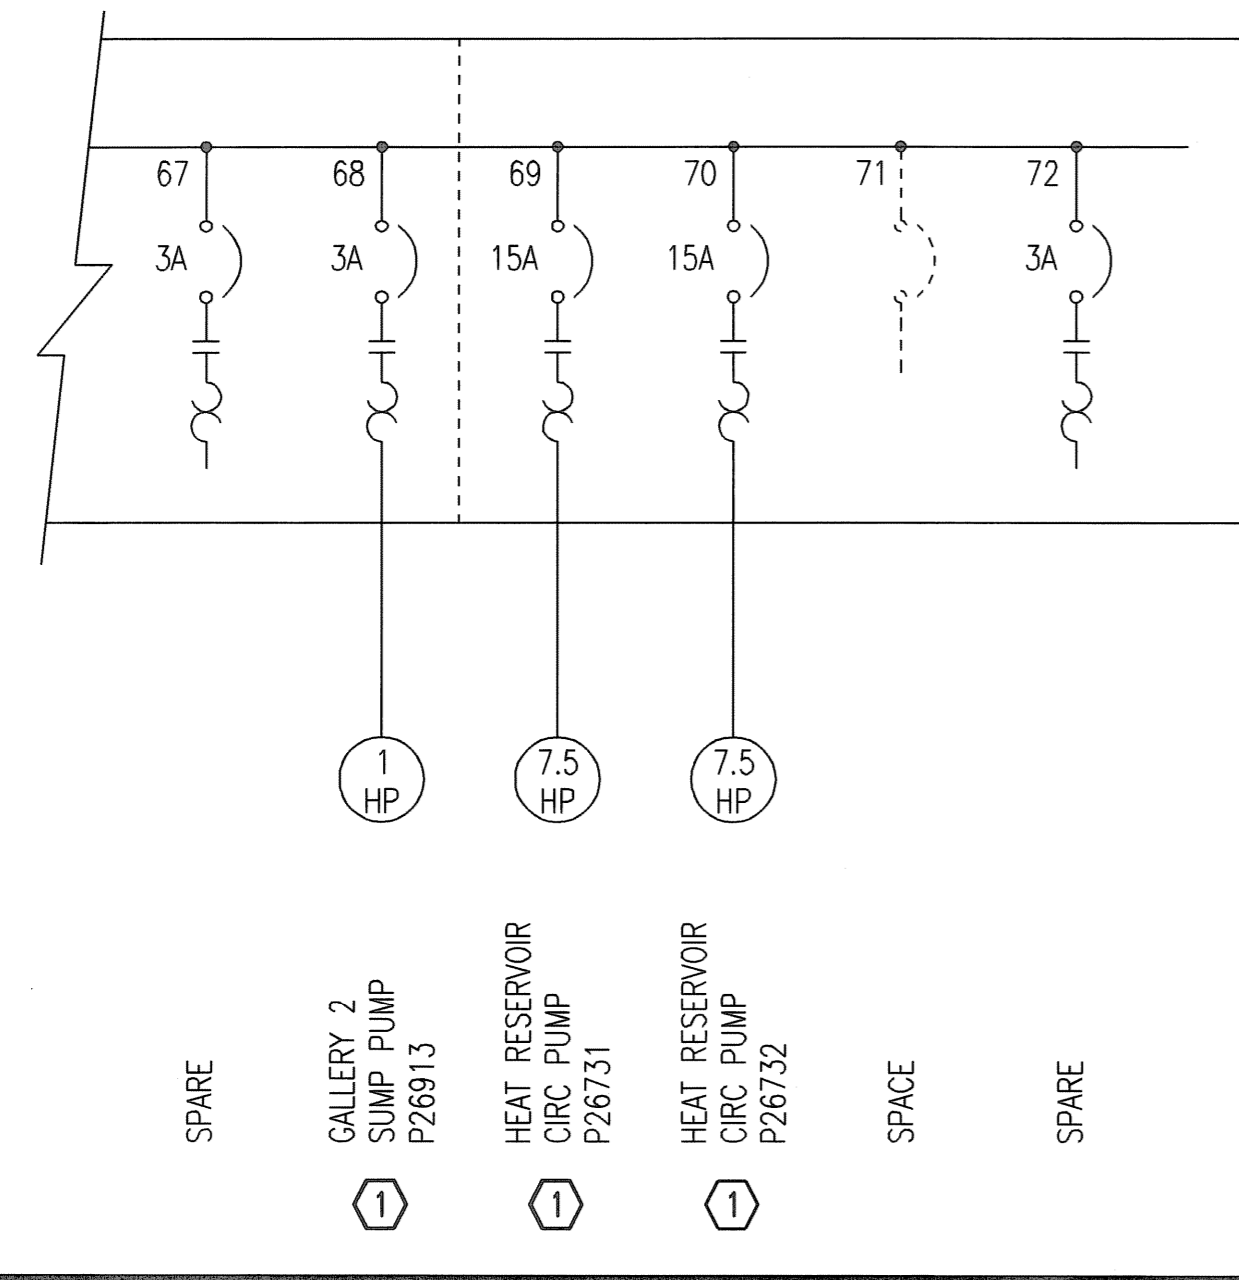 67
68
69
70
71
72
3A
3A
15A
15A
3A
1
HP
7.5
HP
7.5
HP
SPARE
GALLERY 2
SUMP PUMP
P26913
HEAT RESERVOIR
CIRC PUMP
P26731
HEAT RESERVOIR
CIRC PUMP
P26732
SPACE
SPARE
1
1
1